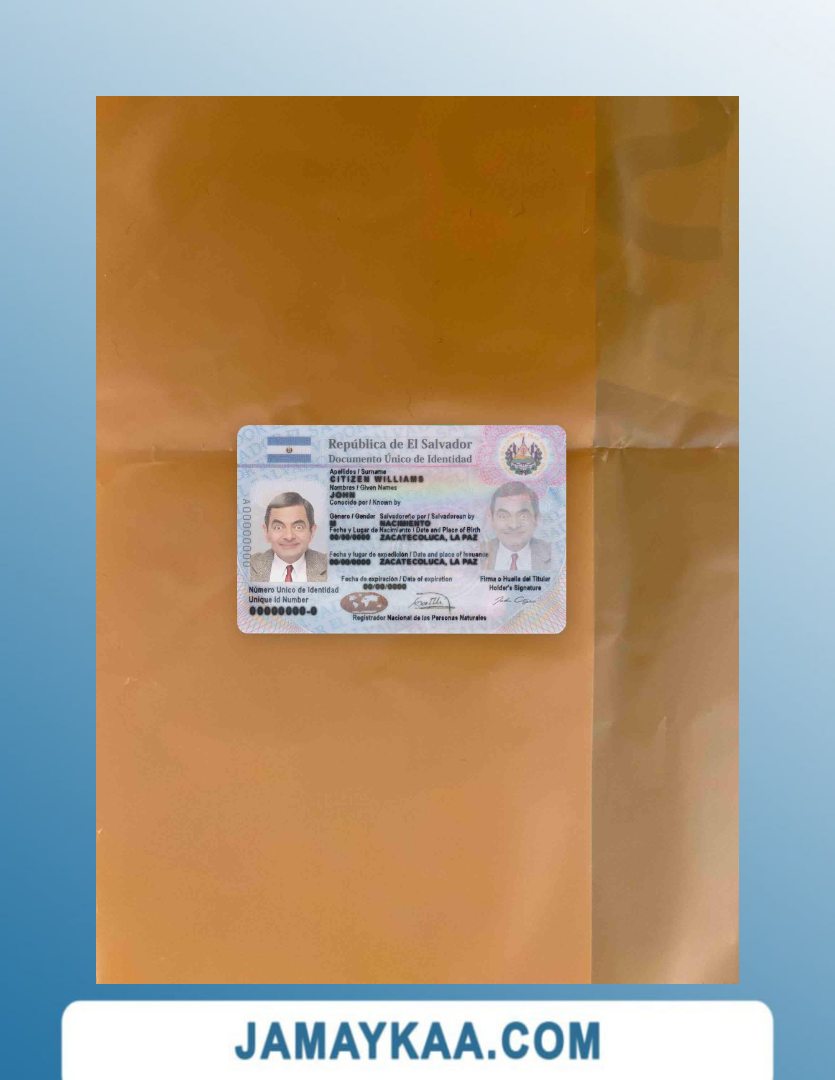 República de El Salvador
Documento Único de Identidad
Apellidos / Surname
CITIZEN WILLIAMS
Nombres / Given Names
JOHN
Conocido por / Known by
Género / Gender Salvadoreño por / Salvadorean by
M NACIMIENTO
Fecha y Lugar de Nacimiento / Date and Place of Birth
00/00/0000 ZACATECOLUCA, LA PAZ
Fecha y lugar de expedición / Date and place of issuance
00/00/0000 ZACATECOLUCA, LA PAZ
Fecha de expiración / Date of expiration
00/00/0000
Firma o Huella del Titular
Holder's Signature
Número Unico de Identidad
Unique Id Number
00000000-0
Registrador Nacional de las Personas Naturales
JAMAYKAA.COM